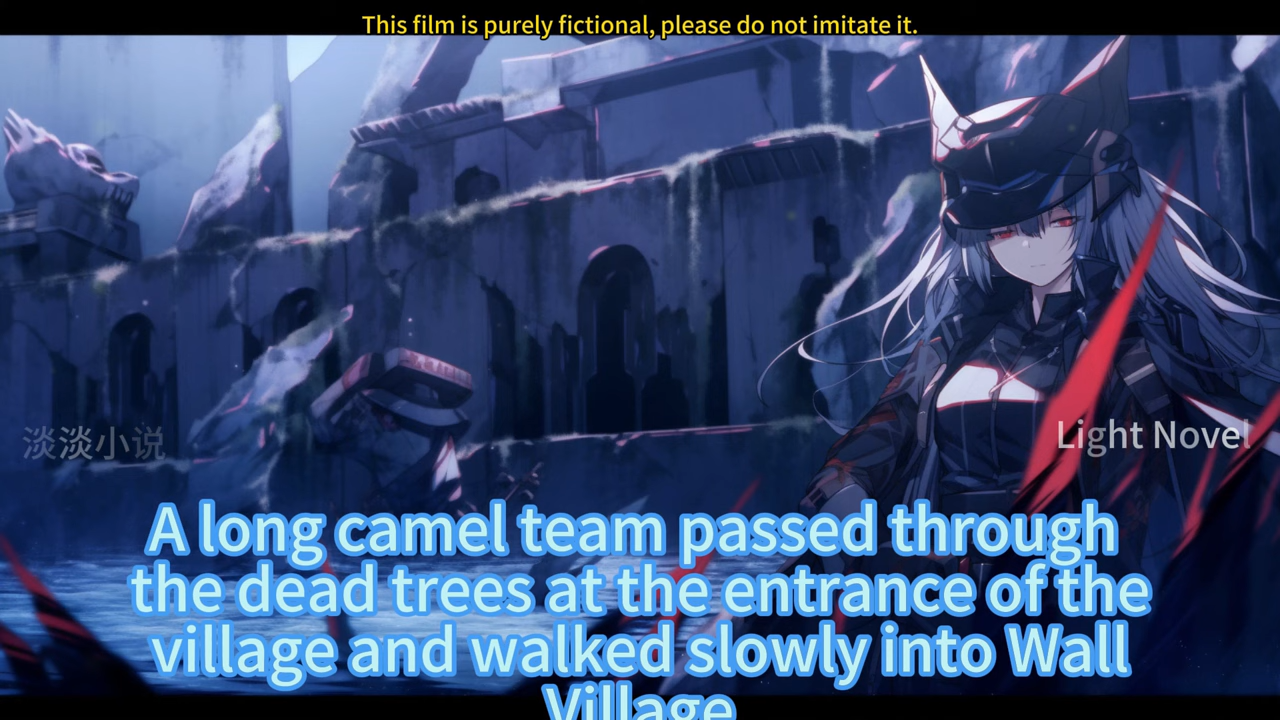 This film is purely fictional, please do not imitate it.
淡淡小说
Light Novel
A long camel team passed through
the dead trees at the entrance of the
village and walked slowly into Wall
Village